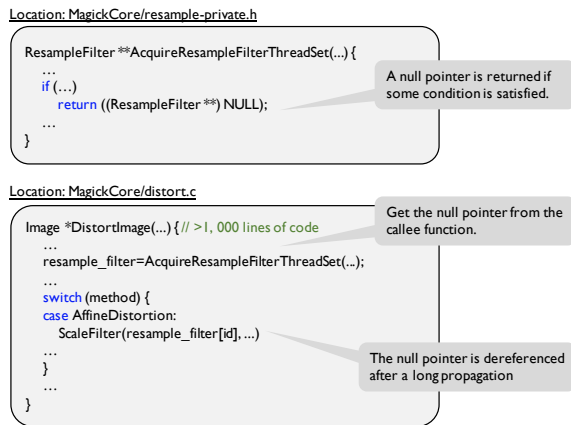 Location: MagickCore/resample-private.h
ResampleFilter **AcquireResampleFilterThreadSet(...) {
...
if (...)
return ((ResampleFilter **) NULL);
...
}
A null pointer is returned if
some condition is satisfied.
Location: MagickCore/distort.c
Image *DistortImage(...) { // >1, 000 lines of code
...
resample_filter=AcquireResampleFilterThreadSet(...);
...
switch (method) {
case AffineDistortion:
ScaleFilter(resample_filter[id], ...)
...
}
...
}
Get the null pointer from the
callee function.
The null pointer is dereferenced
after a long propagation